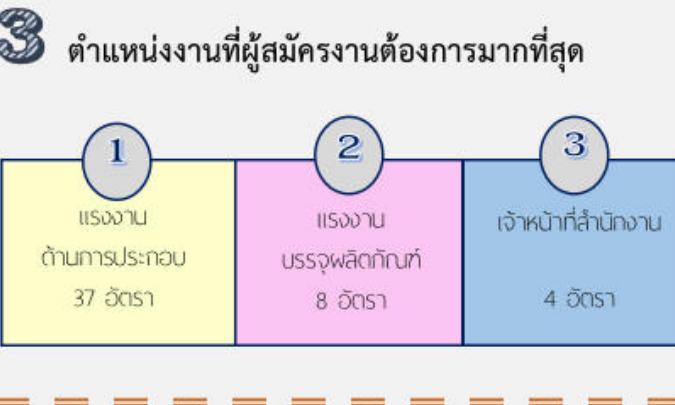 3 ตำแหน่งงานที่ผู้สมัครงานต้องการมากที่สุด
1
แรงงาน
ด้านการประกอบ
37 อัตรา
2
แรงงาน
บรรจุผลิตภัณฑ์
8 อัตรา
3
เจ้าหน้าที่สำนักงาน
4 อัตรา